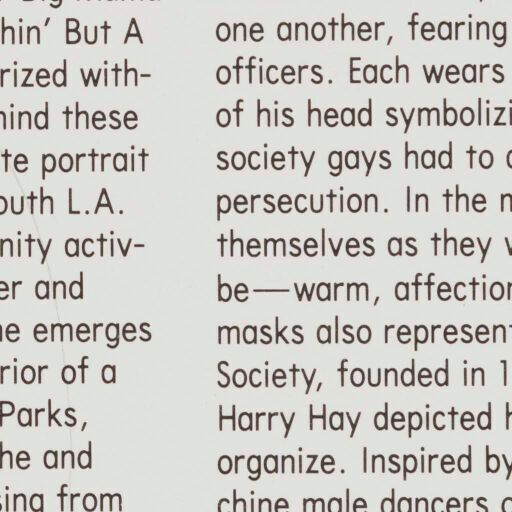 hin' But A
rized with-
hind these
te portrait
outh L.A.
nity activ-
er and
he emerges
rior of a
Parks,
he and
sing from
one another, fearing
officers. Each wears
of his head symbolizi
society gays had to
persecution. In the
themselves as they
be—warm, affection
masks also represent
Society, founded in 1
Harry Hay depicted
organize. Inspired by
chine male dancers